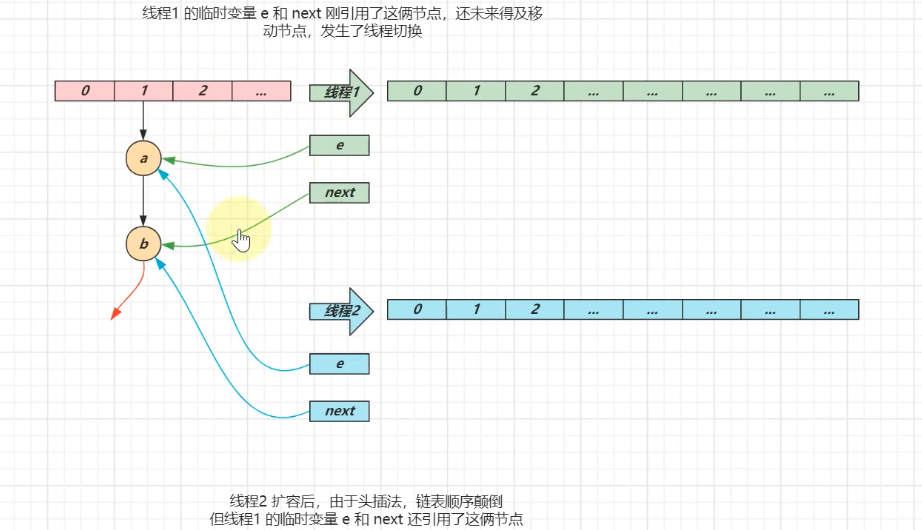 线程1 的临时变量 e 和 next 刚引用了这俩节点，还未来得及移
动节点，发生了线程切换
0 1 2 ... 线程1 0 1 2 ... ... ... ... ...
a e
next
b
线程2 0 1 2 ... ... ... ... ...
e
next
线程2 扩容后，由于头插法，链表顺序颠倒
但线程1 的临时变量 e 和 next 还引用了这俩节点